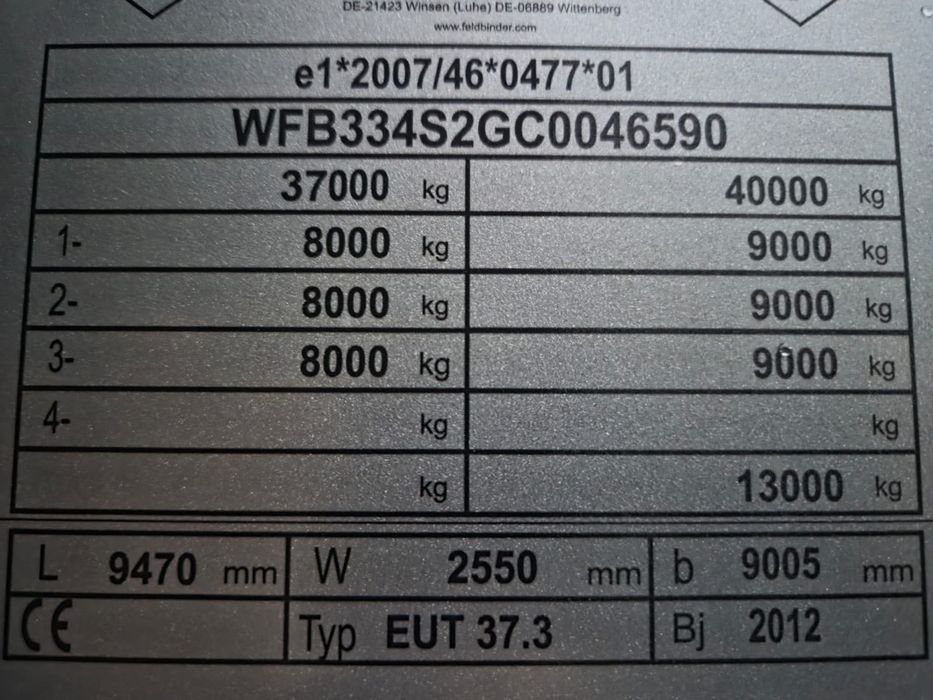 DE-21423 Winsen (Luhe) DE-06889 Wittenberg
www.feldbinder.com
e1*2007/46*0477*01
WFB334S2GC0046590
37000 kg 40000 kg
1- 8000 kg 9000 kg
2- 8000 kg 9000 kg
3- 8000 kg 9000 kg
4- kg kg
kg 13000 kg
L 9470 mm W 2550 mm b 9005 mm
CE Typ EUT 37.3 Bj 2012